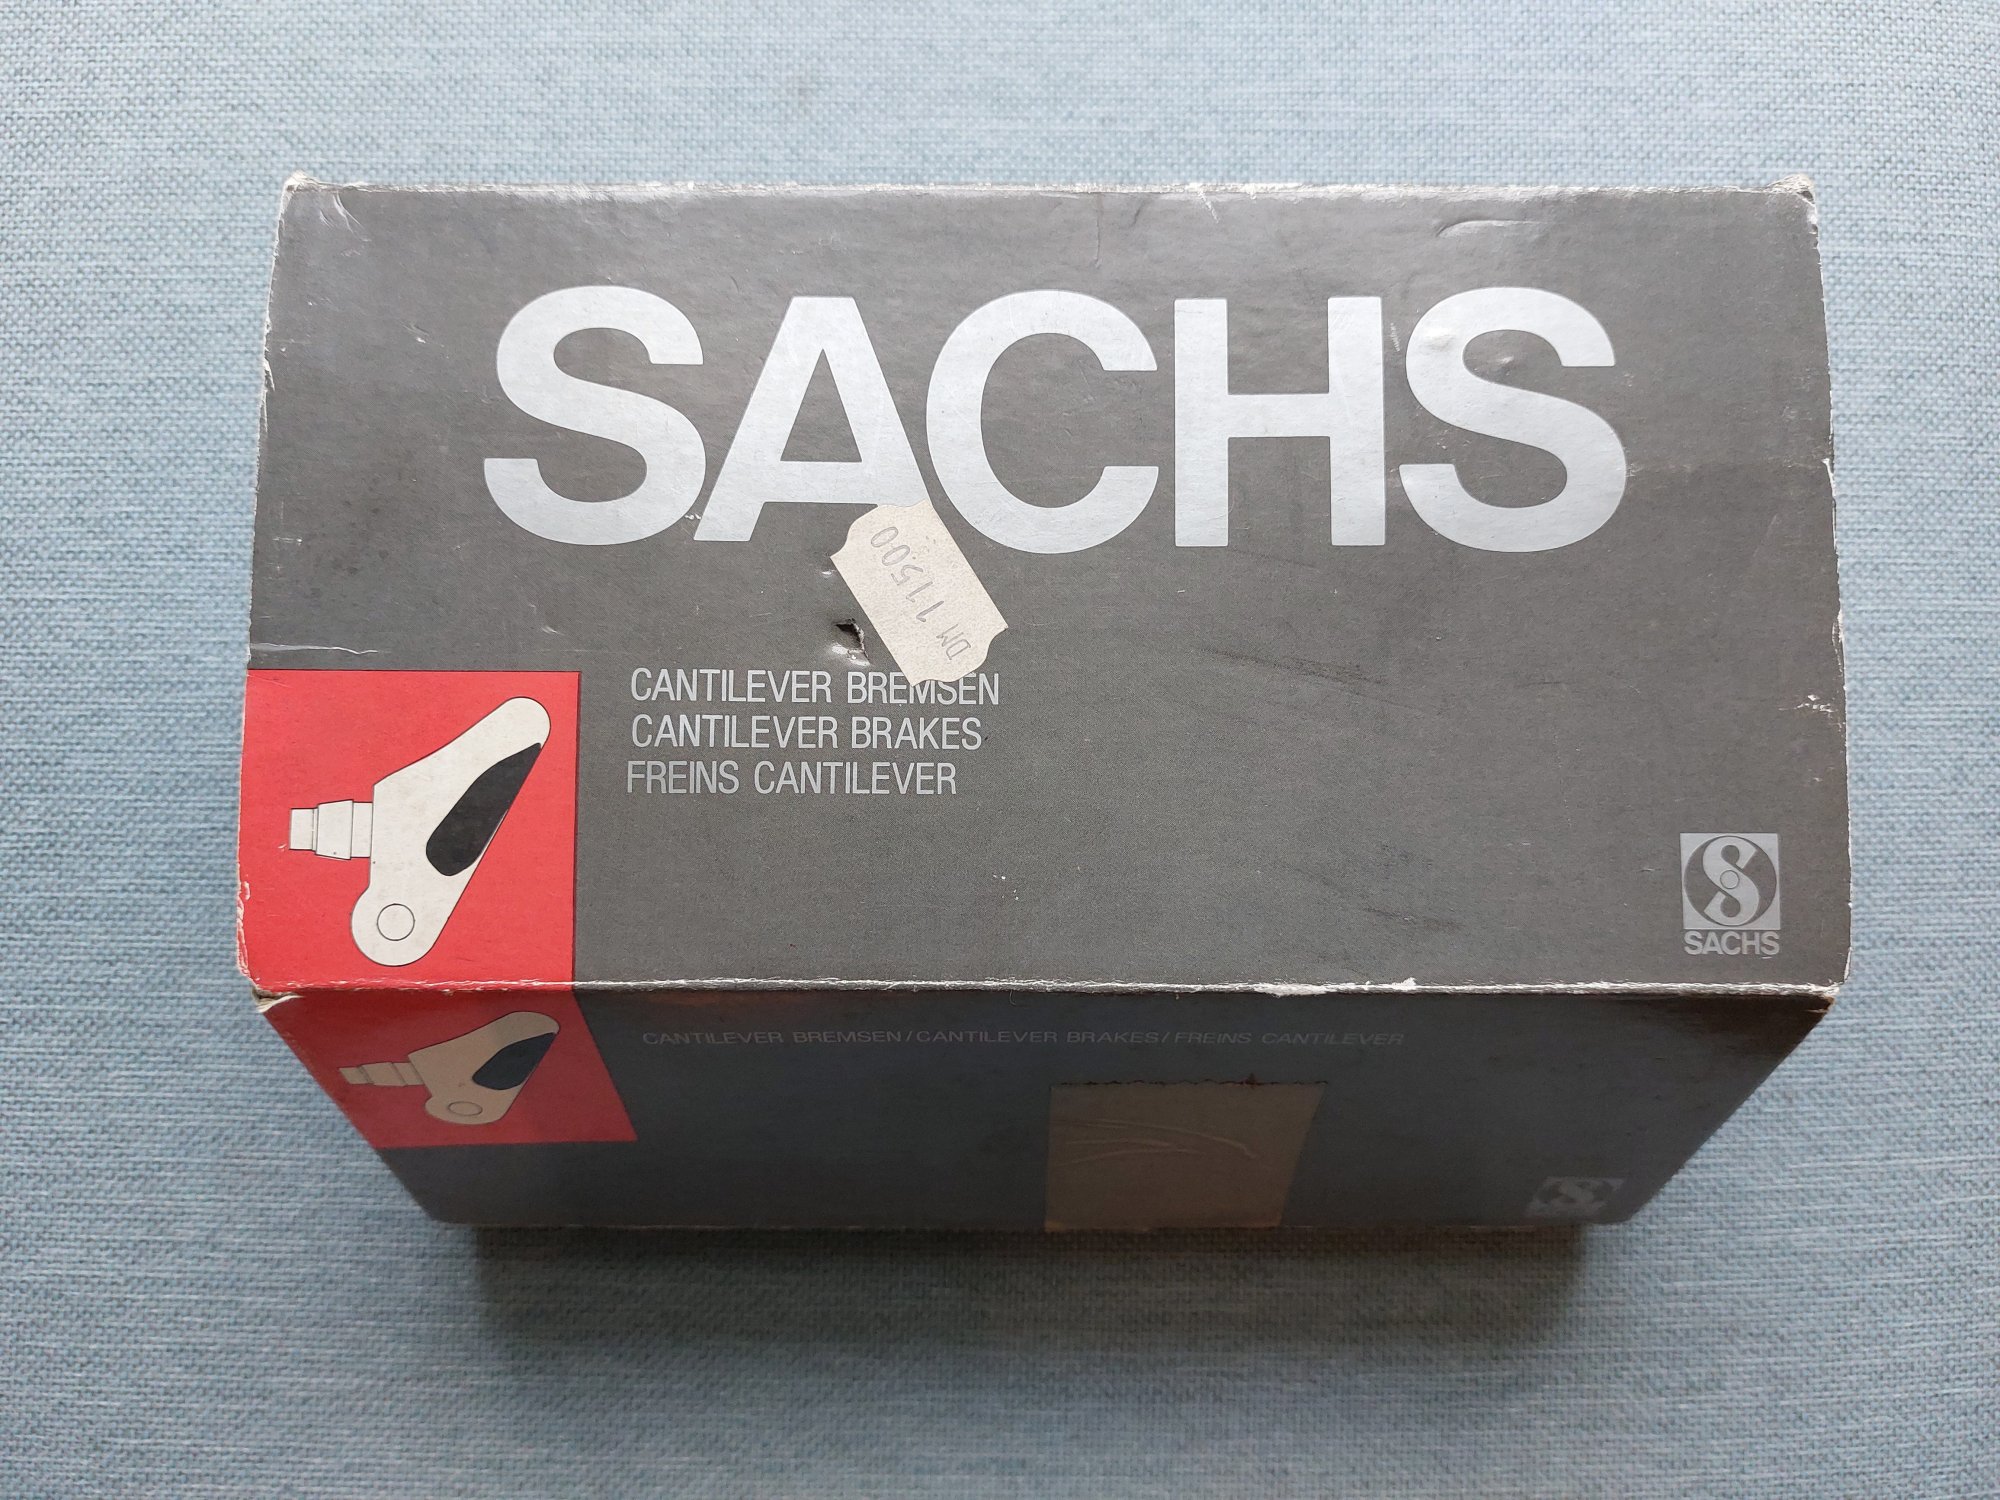 SACHS
DM 115.00
CANTILEVER BREMSEN
CANTILEVER BRAKES
FREINS CANTILEVER
S
SACHS
CANTILEVER BREMSEN/CANTILEVER BRAKES/FREINS CANTILEVER
S